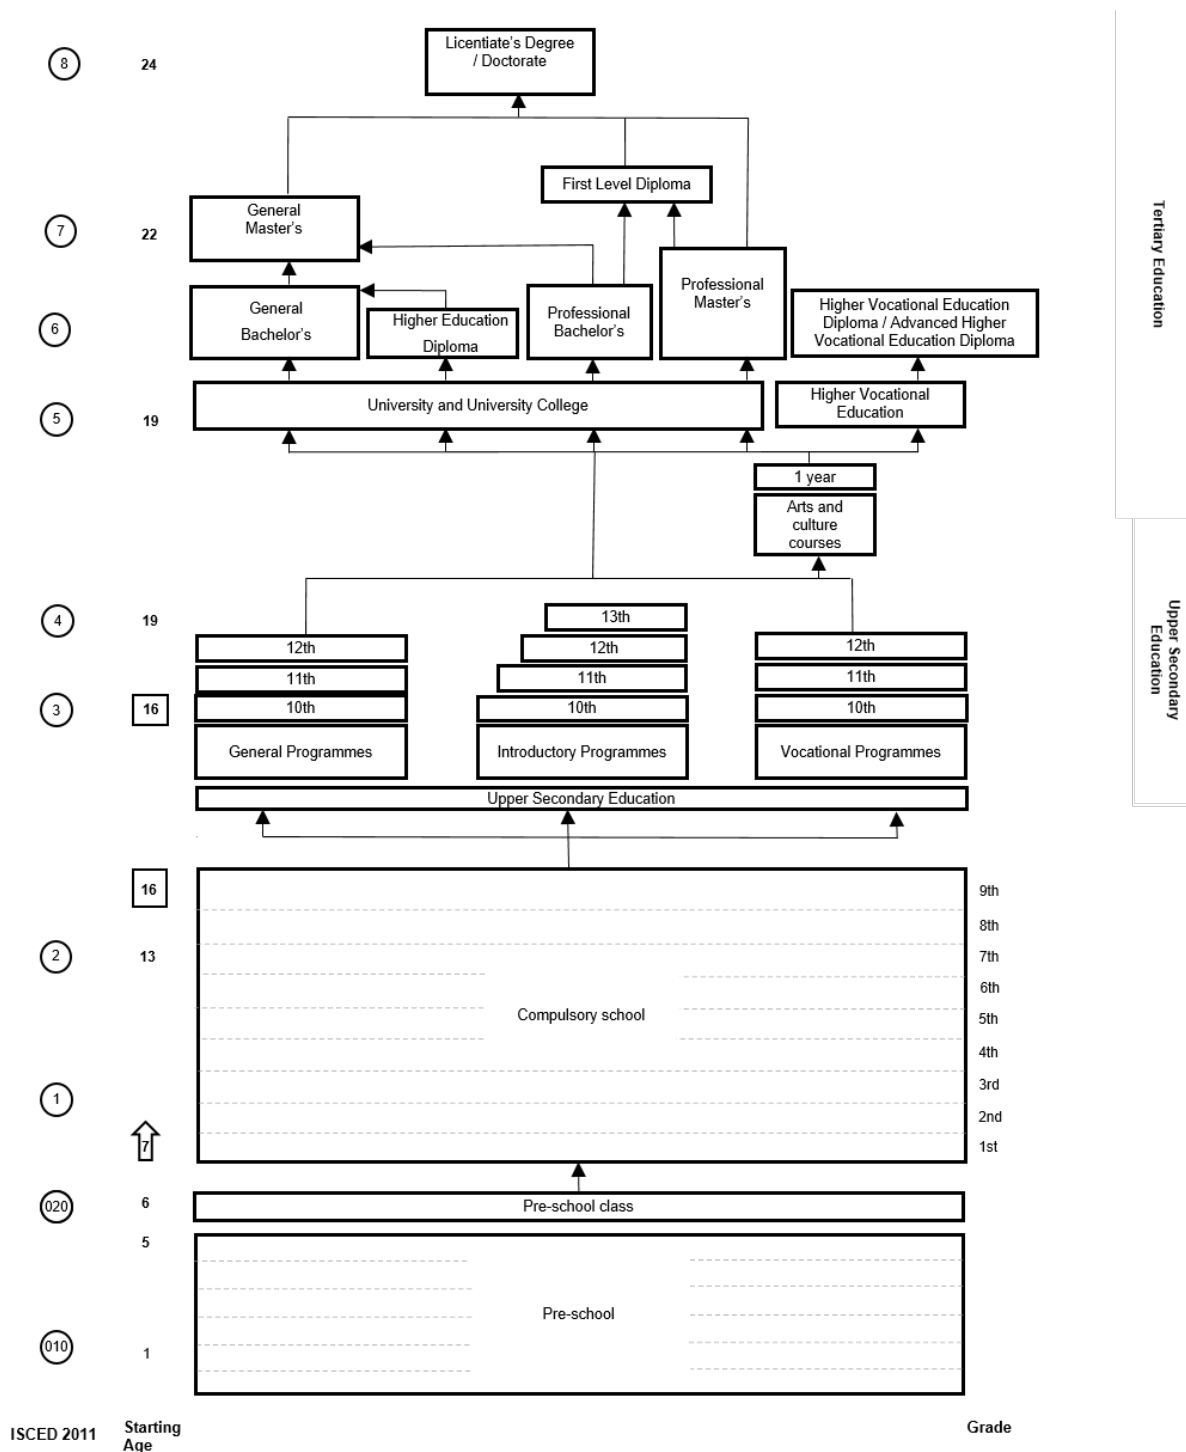 8
24
Licentiate's Degree
/ Doctorate
First Level Diploma
7
22
General
Master's
Professional
Master's
6
General
Bachelor's
Higher Education
Diploma
Professional
Bachelor's
Higher Vocational Education
Diploma / Advanced Higher
Vocational Education Diploma
5
19
University and University College
Higher Vocational
Education
1 year
Arts and
culture
courses
Tertiary Education
4
19
13th
12th
12th
12th
11th
11th
11th
3
16
10th
10th
10th
General Programmes
Introductory Programmes
Vocational Programmes
Upper Secondary Education
Upper Secondary
Education
16
9th
8th
2
13
7th
6th
Compulsory school
5th
4th
3rd
1
2nd
7
1st
020
6
Pre-school class
5
Pre-school
010
1
ISCED 2011
Starting
Age
Grade